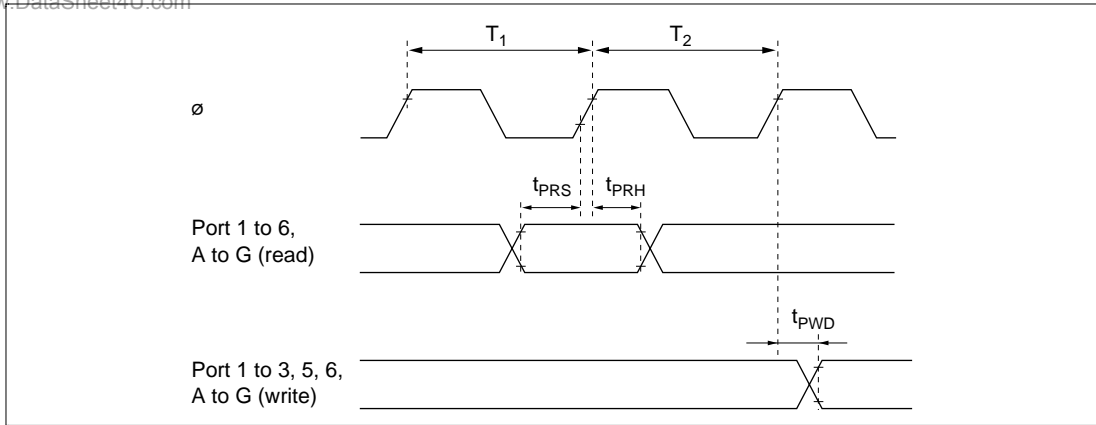 w.DataSheet4U.com
T1 T2
ø
tPRS tPRH
Port 1 to 6,
A to G (read)
tPWD
Port 1 to 3, 5, 6,
A to G (write)